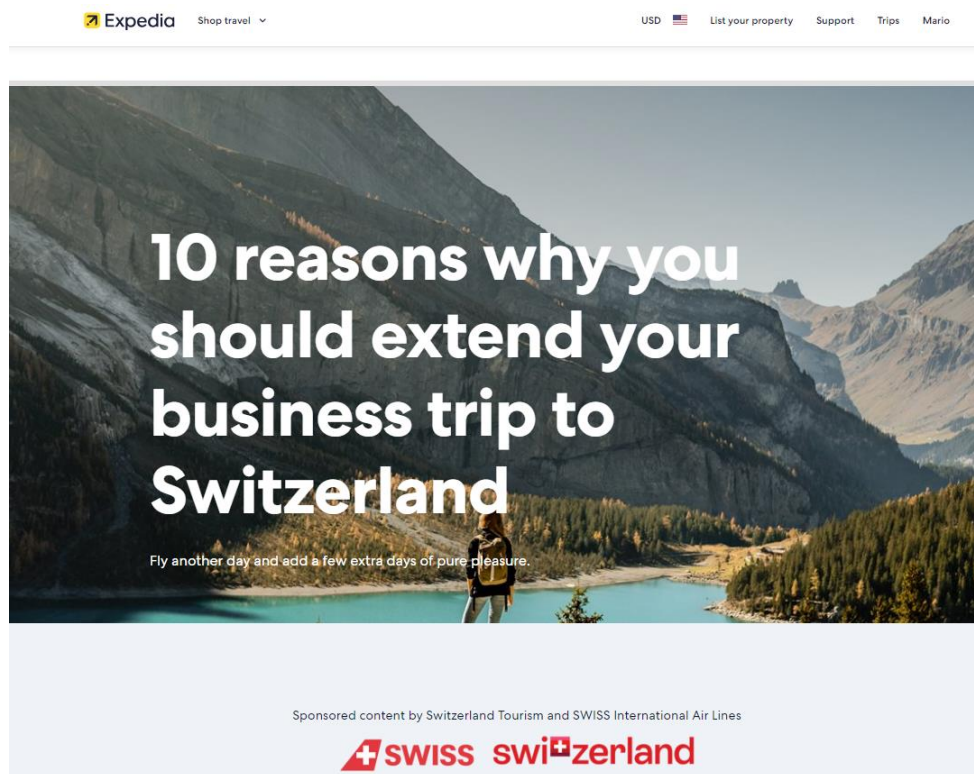 Expedia Shop travel USD List your property Support Trips Mario
10 reasons why you
should extend your
business trip to
Switzerland
Fly another day and add a few extra days of pure pleasure.
Sponsored content by Switzerland Tourism and SWISS International Air Lines
SWISS switzerland